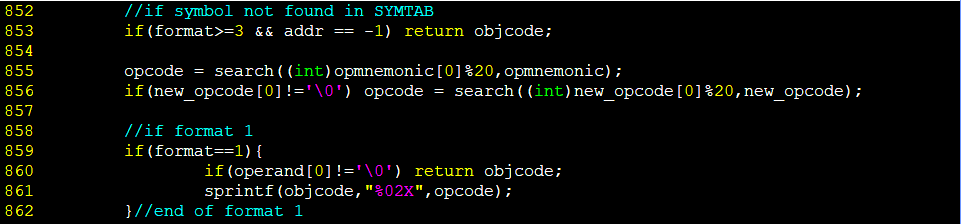 852 //if symbol not found in SYMTAB
853 if(format>=3 && addr == -1) return objcode;
854
855 opcode = search((int)opmnemonic[0]%20,opmnemonic);
856 if(new_opcode[0]!='\0') opcode = search((int)new_opcode[0]%20,new_opcode);
857
858 //if format 1
859 if(format==1){
860 if(operand[0]!='\0') return objcode;
861 sprintf(objcode,"%02X",opcode);
862 }//end of format 1